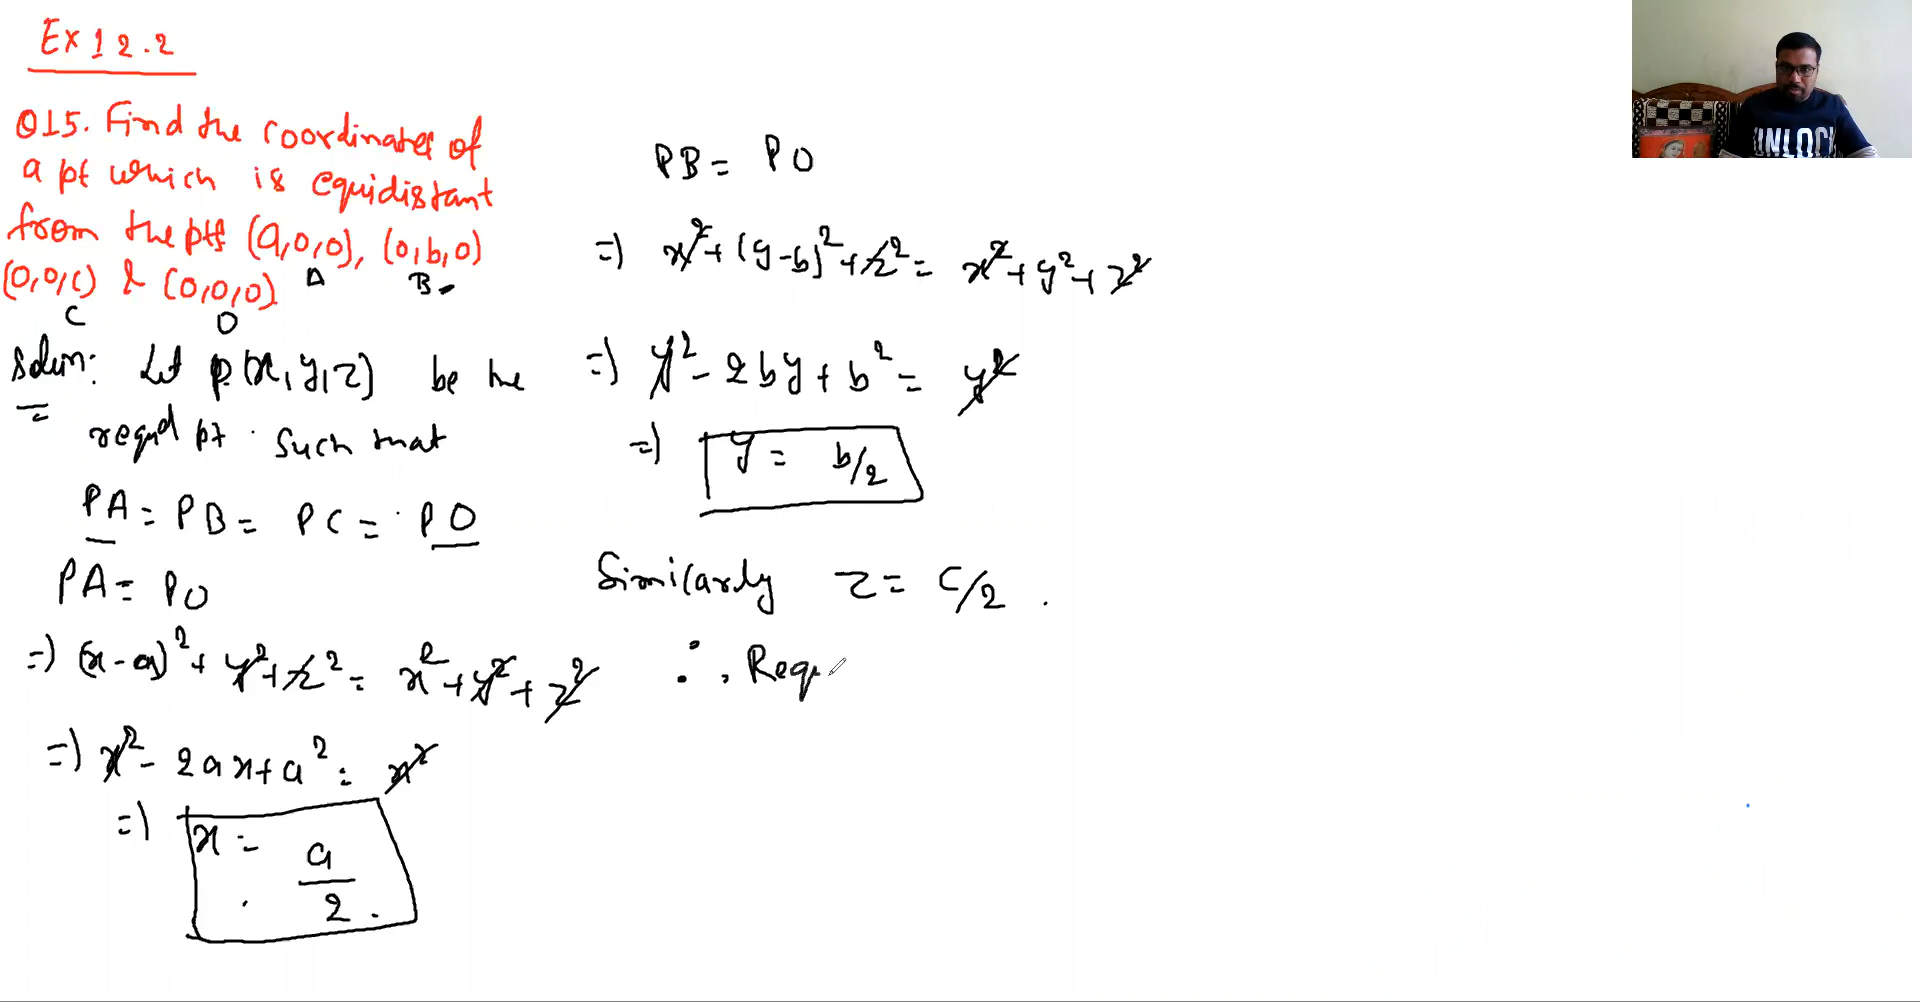 Ex 12.2
Q15. Find the coordinates of
a pt which is equidistant
from the pts (a,0,0), (0,b,0)
(0,0,c) & (0,0,0)
A B
C O
Soln: Let P(x,y,z) be the
requd pt. Such that
PA = PB = PC = PO
PA = PO
=) (x-a)² + y² + z² = x² + y² + z²
=) x² - 2ax + a² = x²
=) x = a/2.
PB = PO
=) x² + (y-b)² + z² = x² + y² + z²
=) y² - 2by + b² = y²
=) y = b/2
Similarly z = c/2.
∴, Requ
UNLOC